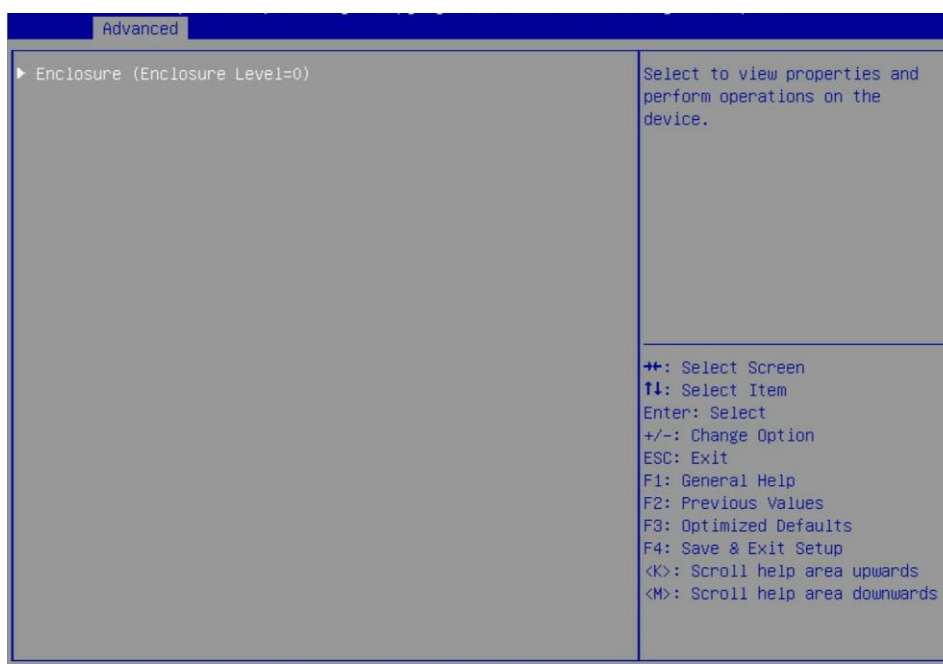 Advanced
▶ Enclosure (Enclosure Level=0)
Select to view properties and
perform operations on the
device.
→←: Select Screen
↑↓: Select Item
Enter: Select
+/-: Change Option
ESC: Exit
F1: General Help
F2: Previous Values
F3: Optimized Defaults
F4: Save & Exit Setup
<K>: Scroll help area upwards
<M>: Scroll help area downwards